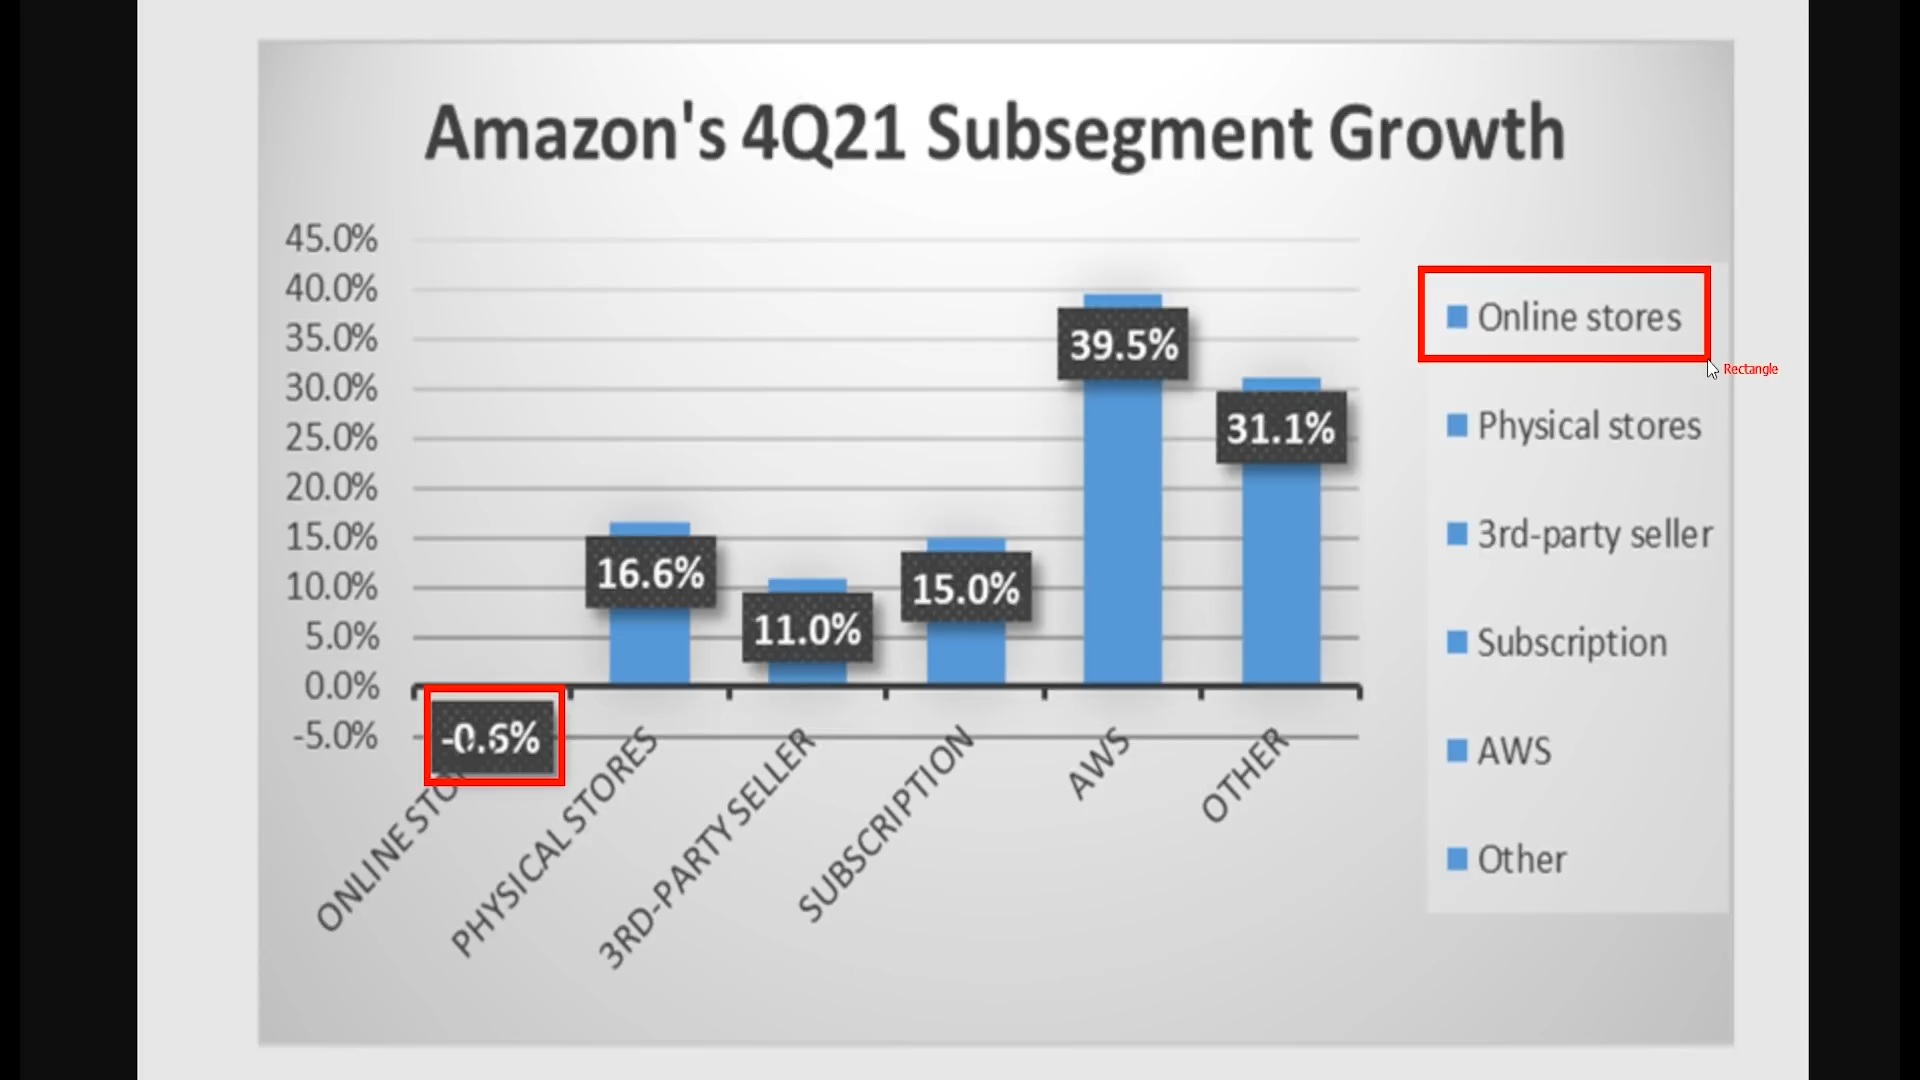 Amazon's 4Q21 Subsegment Growth
45.0%
40.0%
35.0%
30.0%
25.0%
20.0%
15.0%
10.0%
5.0%
0.0%
-5.0%
-0.6%
16.6%
11.0%
15.0%
39.5%
31.1%
ONLINE
PHYSICAL STORES
3RD-PARTY SELLER
SUBSCRIPTION
AWS
OTHER
Online stores
Rectangle
Physical stores
3rd-party seller
Subscription
AWS
Other